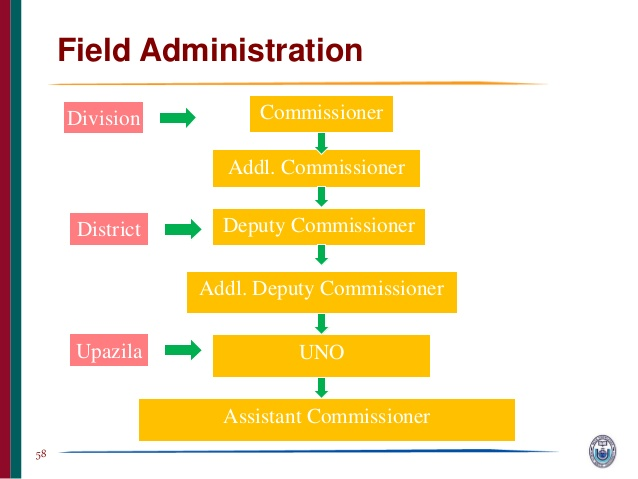 Field Administration
Division
Commissioner
Addl. Commissioner
District
Deputy Commissioner
Addl. Deputy Commissioner
Upazila
UNO
Assistant Commissioner
58